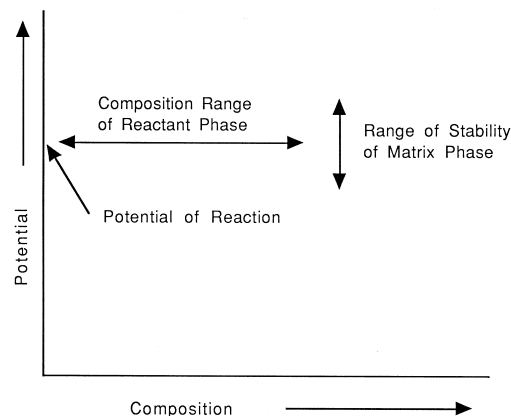 Composition Range
of Reactant Phase
Range of Stability
of Matrix Phase
Potential of Reaction
Potential
Composition